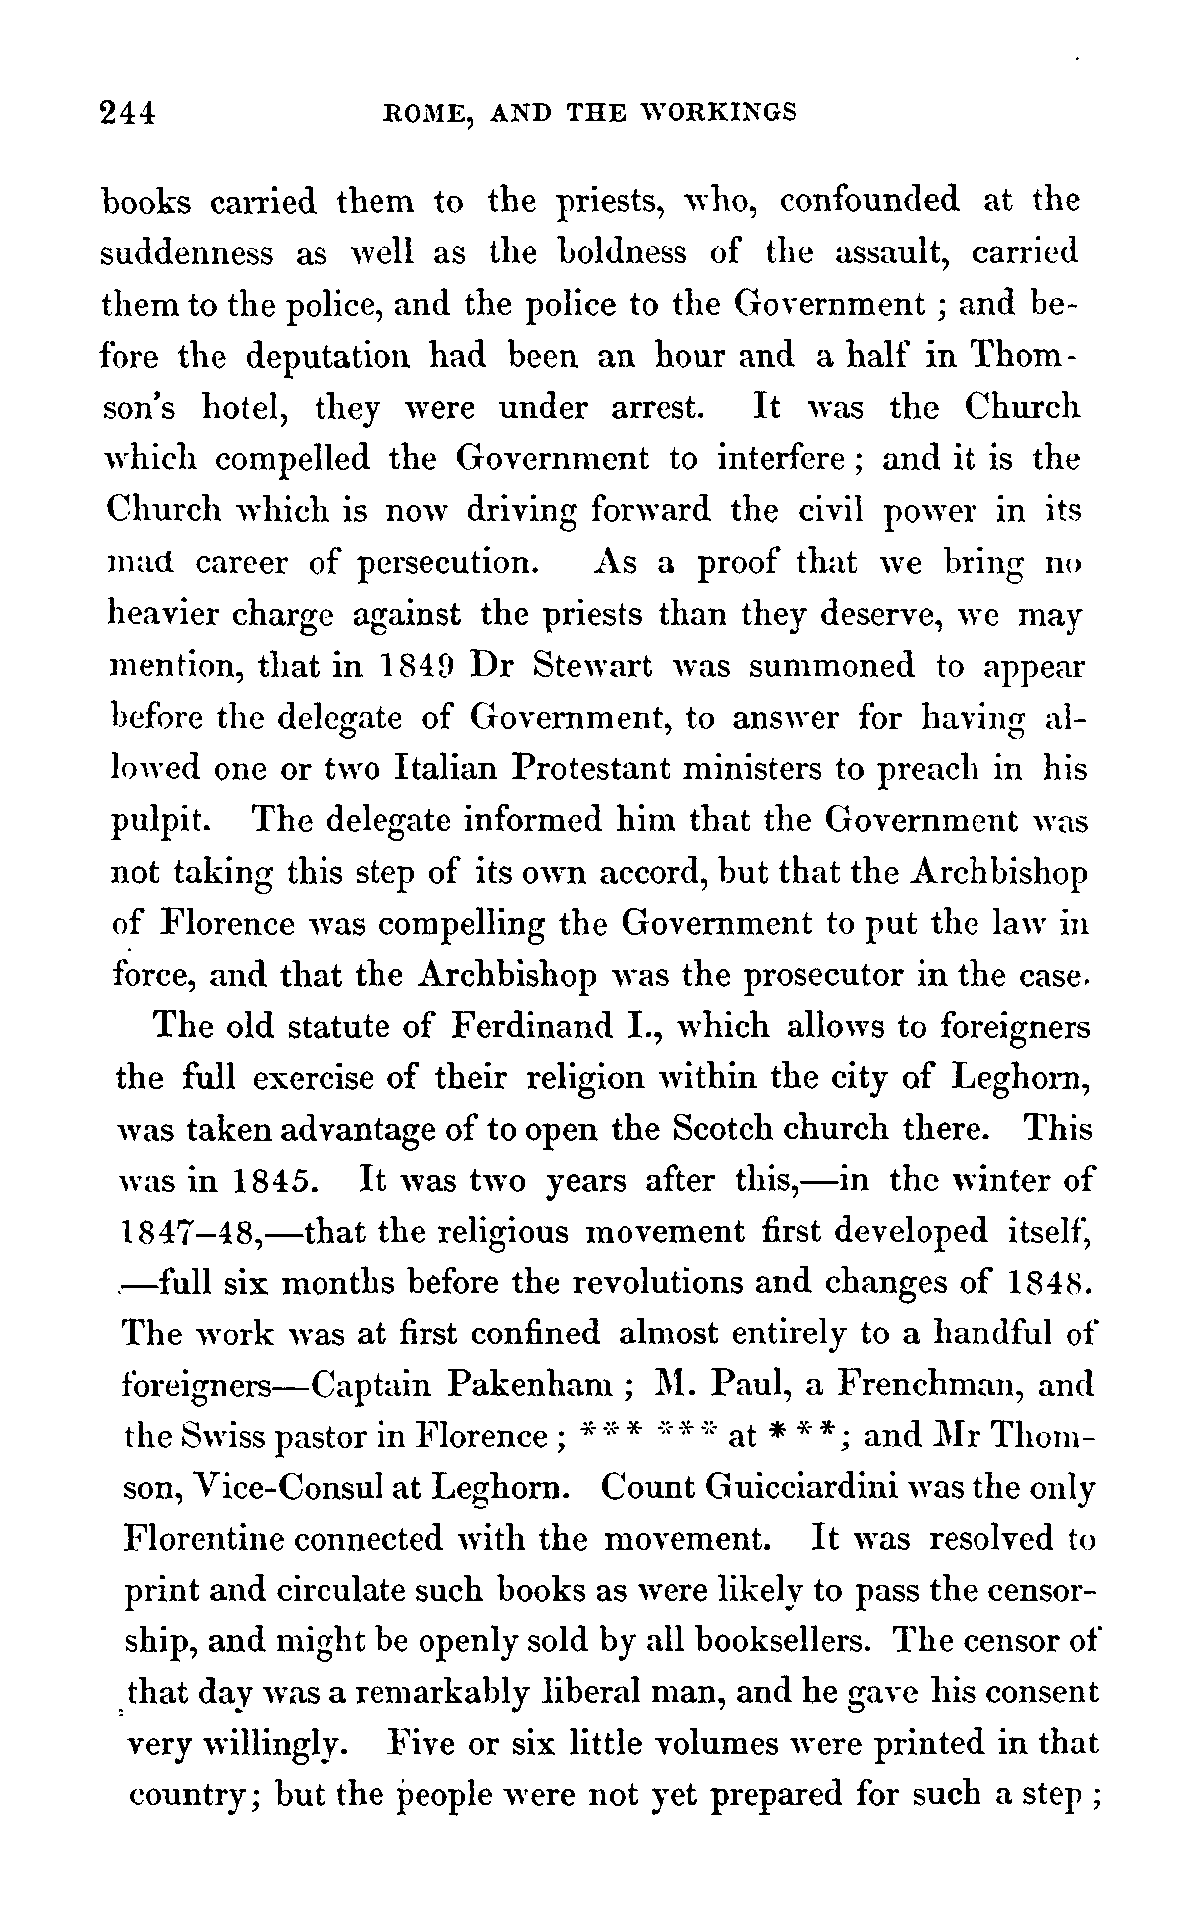 244 ROME, AND THE WORKINGS
books carried them to the priests, who, confounded at the
suddenness as well as the boldness of the assault, carried
them to the police, and the police to the Government ; and be-
fore the deputation had been an hour and a half in Thom-
son's hotel, they were under arrest. It was the Church
which compelled the Government to interfere ; and it is the
Church which is now driving forward the civil power in its
mad career of persecution. As a proof that we bring no
heavier charge against the priests than they deserve, we may
mention, that in 1849 Dr Stewart was summoned to appear
before the delegate of Government, to answer for having al-
lowed one or two Italian Protestant ministers to preach in his
pulpit. The delegate informed him that the Government was
not taking this step of its own accord, but that the Archbishop
of Florence was compelling the Government to put the law in
force, and that the Archbishop was the prosecutor in the case.
The old statute of Ferdinand I., which allows to foreigners
the full exercise of their religion within the city of Leghorn,
was taken advantage of to open the Scotch church there. This
was in 1845. It was two years after this,—in the winter of
1847–48,—that the religious movement first developed itself,
—full six months before the revolutions and changes of 1848.
The work was at first confined almost entirely to a handful of
foreigners—Captain Pakenham ; M. Paul, a Frenchman, and
the Swiss pastor in Florence ; * * * * * * at * * *; and Mr Thom-
son, Vice-Consul at Leghorn. Count Guicciardini was the only
Florentine connected with the movement. It was resolved to
print and circulate such books as were likely to pass the censor-
ship, and might be openly sold by all booksellers. The censor of
that day was a remarkably liberal man, and he gave his consent
very willingly. Five or six little volumes were printed in that
country; but the people were not yet prepared for such a step ;